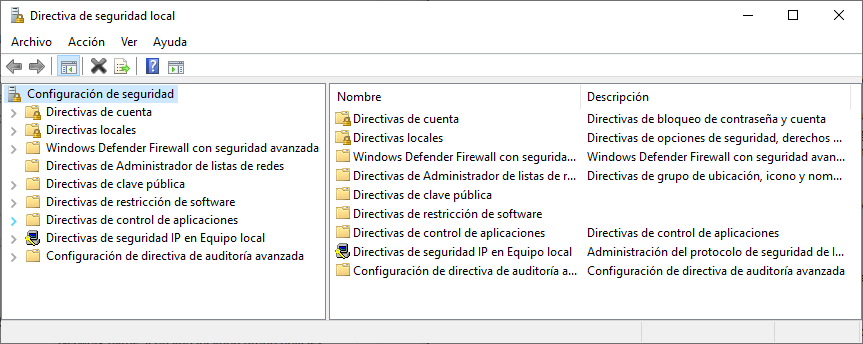 Directiva de seguridad local
Archivo Acción Ver Ayuda
Configuración de seguridad
Directivas de cuenta
Directivas locales
Windows Defender Firewall con seguridad avanzada
Directivas de Administrador de listas de redes
Directivas de clave pública
Directivas de restricción de software
Directivas de control de aplicaciones
Directivas de seguridad IP en Equipo local
Configuración de directiva de auditoría avanzada
Nombre Descripción
Directivas de cuenta Directivas de bloqueo de contraseña y cuenta
Directivas locales Directivas de opciones de seguridad, derechos ...
Windows Defender Firewall con segurida... Windows Defender Firewall con seguridad avan...
Directivas de Administrador de listas de r... Directivas de grupo de ubicación, icono y nom...
Directivas de clave pública
Directivas de restricción de software
Directivas de control de aplicaciones Directivas de control de aplicaciones
Directivas de seguridad IP en Equipo local Administración del protocolo de seguridad de l...
Configuración de directiva de auditoría a... Configuración de directiva de auditoría avanzada